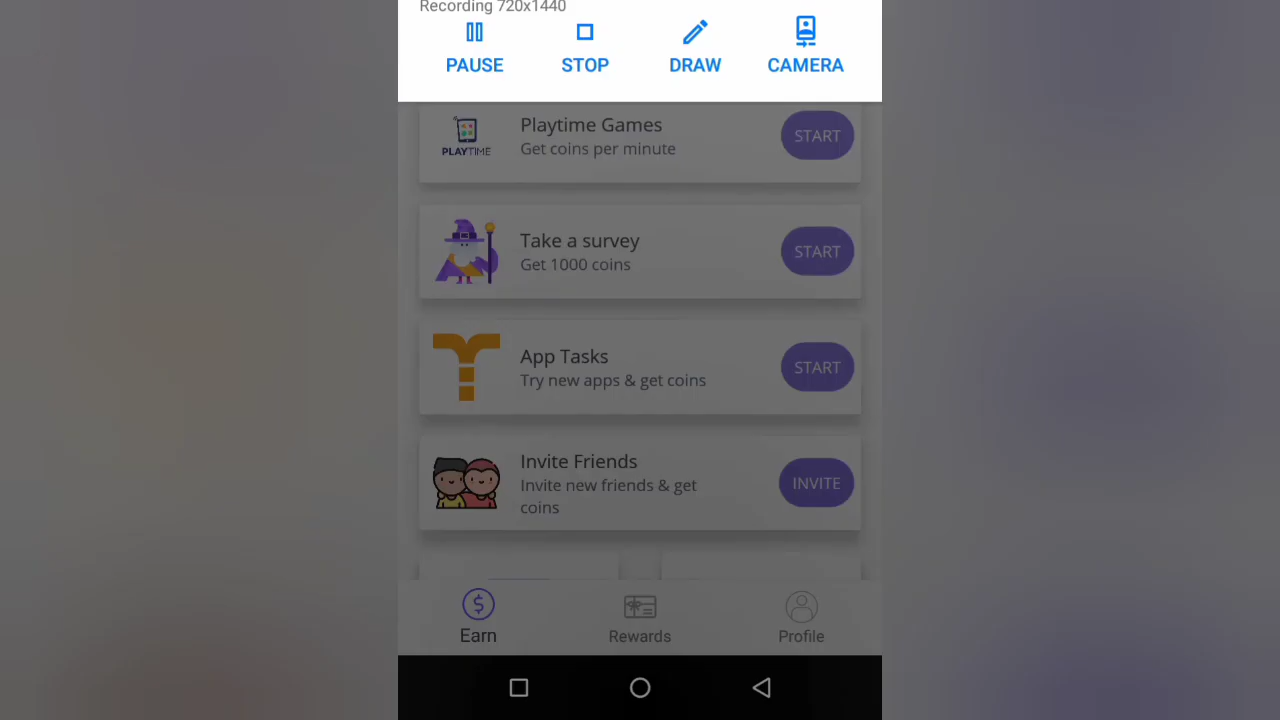 Recording 720x1440
PAUSE STOP DRAW CAMERA
Playtime Games
Get coins per minute
START
PLAYTIME
Take a survey
Get 1000 coins
START
App Tasks
Try new apps & get coins
START
Invite Friends
Invite new friends & get
coins
INVITE
Earn Rewards Profile